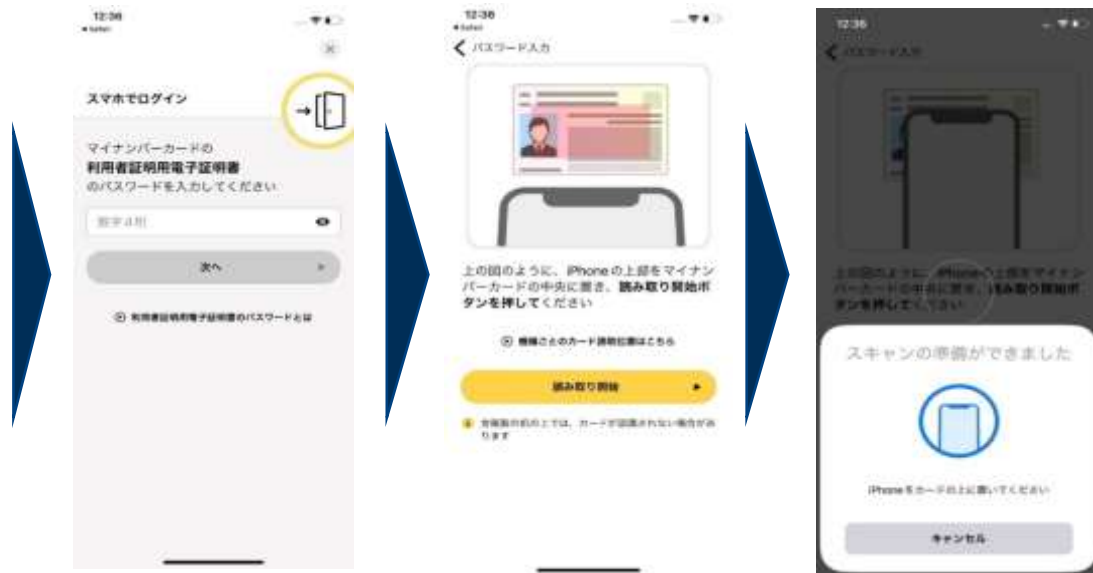 12:36
◀ Safari
スマホでログイン
マイナンバーカードの
利用者証明用電子証明書
のパスワードを入力してください
数字4桁
次へ
利用者証明用電子証明書のパスワードとは
12:36
◀ Safari
パスワード入力
上の図のように、iPhoneの上部をマイナン
バーカードの中央に置き、読み取り開始ボ
タンを押してください
機種ごとのカード読取位置はこちら
読み取り開始
金属製の机の上では、カードが認識されない場合があ
ります
12:36
パスワード入力
上の図のように、iPhoneの上部をマイナン
バーカードの中央に置き、読み取り開始ボ
タンを押してください
スキャンの準備ができました
iPhoneをカードの上に置いてください
キャンセル